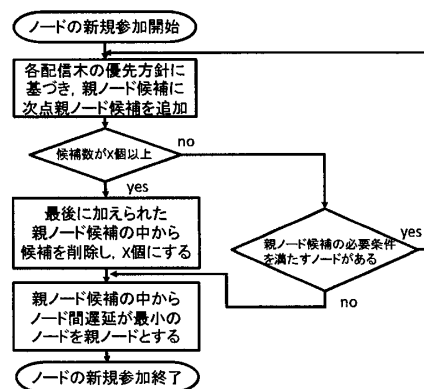 ノードの新規参加開始
各配信木の優先方針に
基づき，親ノード候補に
次点親ノード候補を追加
候補数がX個以上
no
yes
最後に加えられた
親ノード候補の中から
候補を削除し，X個にする
親ノード候補の必要条件
を満たすノードがある
yes
no
親ノード候補の中から
ノード間遅延が最小の
ノードを親ノードとする
ノードの新規参加終了